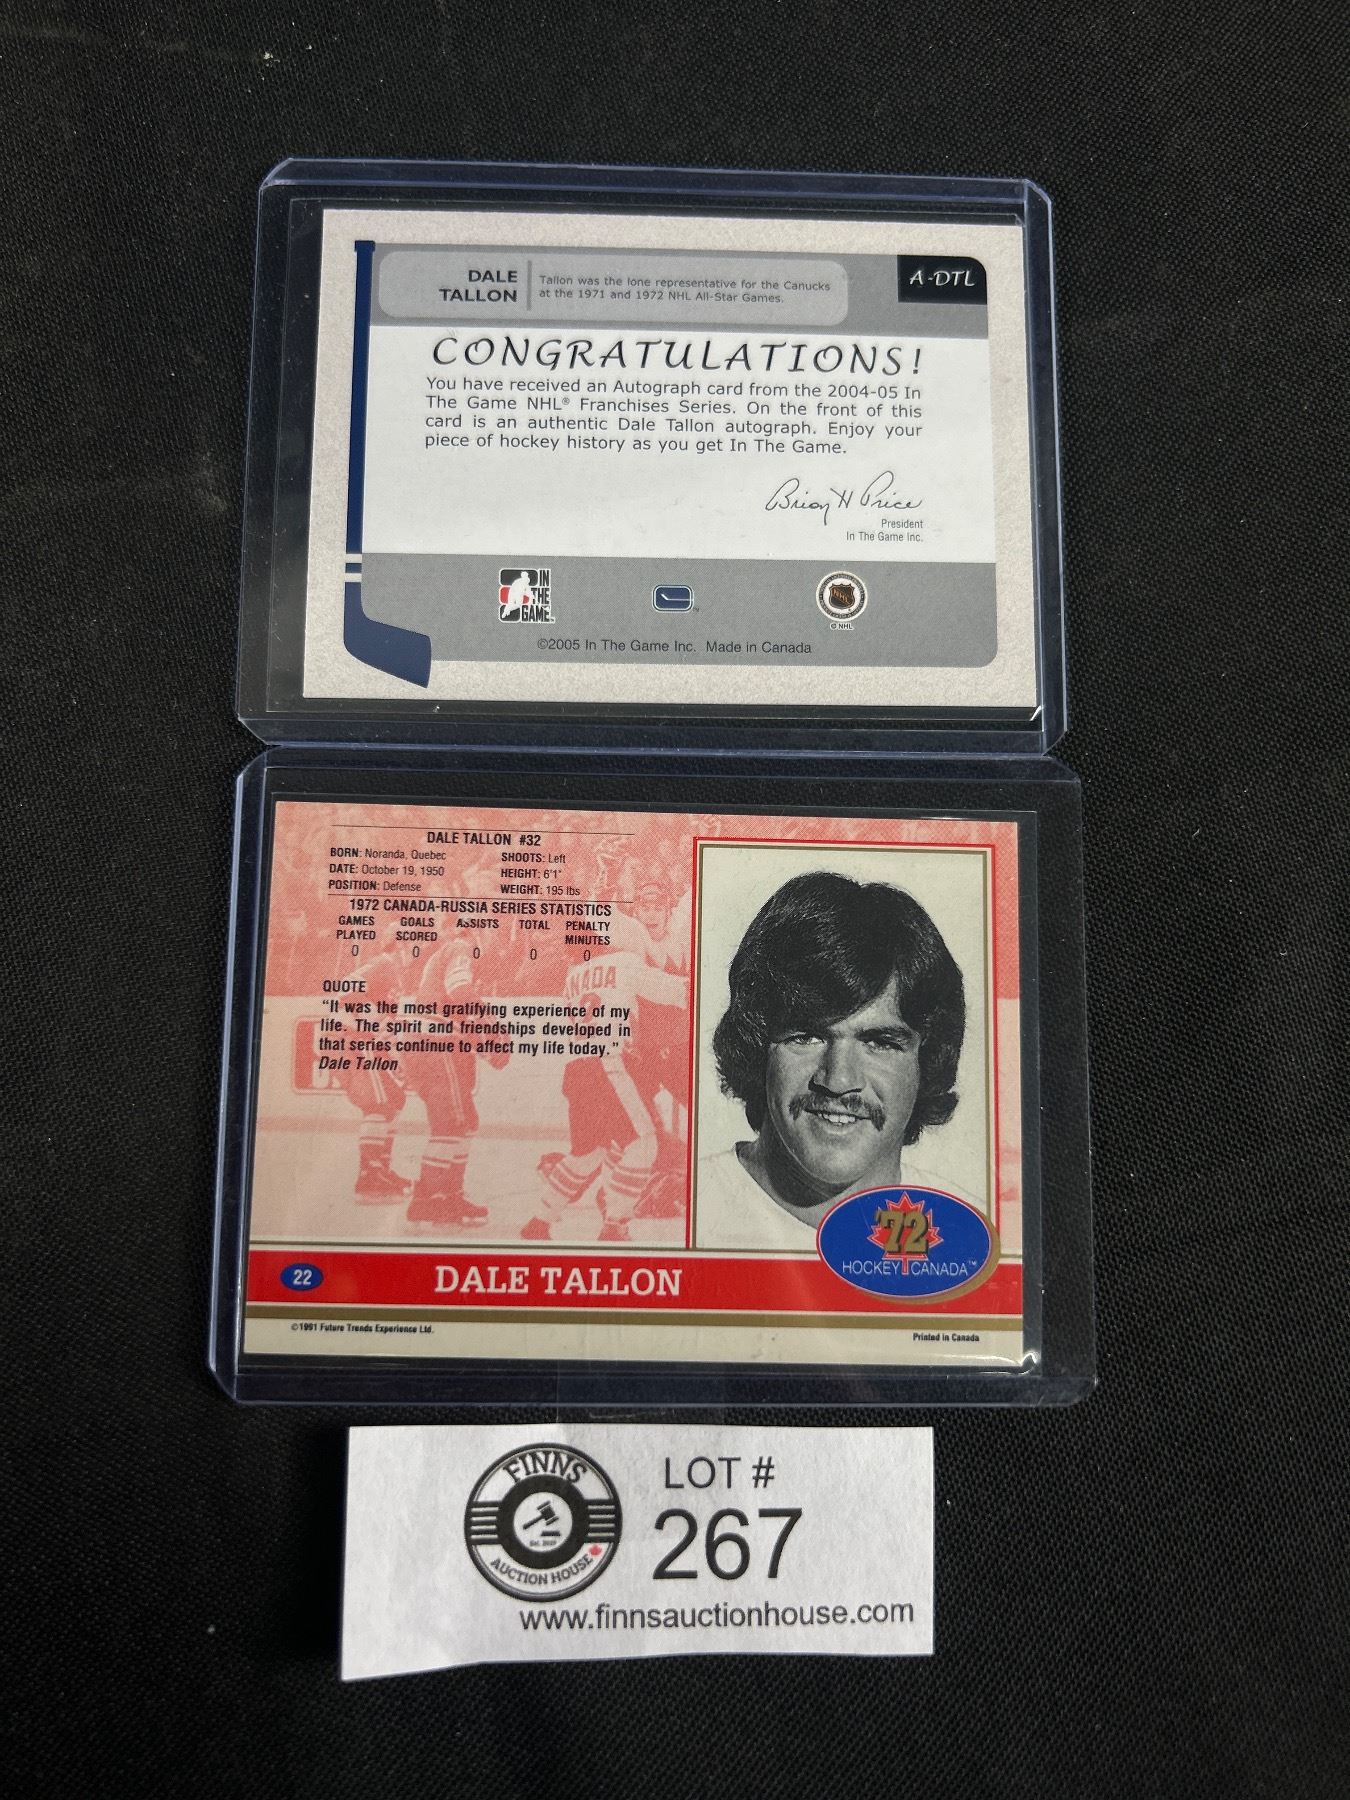 DALE
TALLON
Tallon was the lone representative for the Canucks
at the 1971 and 1972 NHL All-Star Games.
A-DTL
CONGRATULATIONS!
You have received an Autograph card from the 2004-05 In
The Game NHL® Franchises Series. On the front of this
card is an authentic Dale Tallon autograph. Enjoy your
piece of hockey history as you get In The Game.
Brian H Price
President
In The Game Inc.
IN
THE
GAME
NHL
© NHL
©2005 In The Game Inc. Made in Canada
DALE TALLON #32
BORN: Noranda, Quebec SHOOTS: Left
DATE: October 19, 1950 HEIGHT: 6'1"
POSITION: Defense WEIGHT: 195 lbs
1972 CANADA-RUSSIA SERIES STATISTICS
GAMES GOALS ASSISTS TOTAL PENALTY
PLAYED SCORED MINUTES
0 0 0 0 0
QUOTE
"It was the most gratifying experience of my
life. The spirit and friendships developed in
that series continue to affect my life today."
Dale Tallon
ANADA
'72
HOCKEY CANADA™
22
DALE TALLON
©1991 Future Trends Experience Ltd.
Printed in Canada
FINNS
AUCTION HOUSE
LOT #
267
www.finnsauctionhouse.com